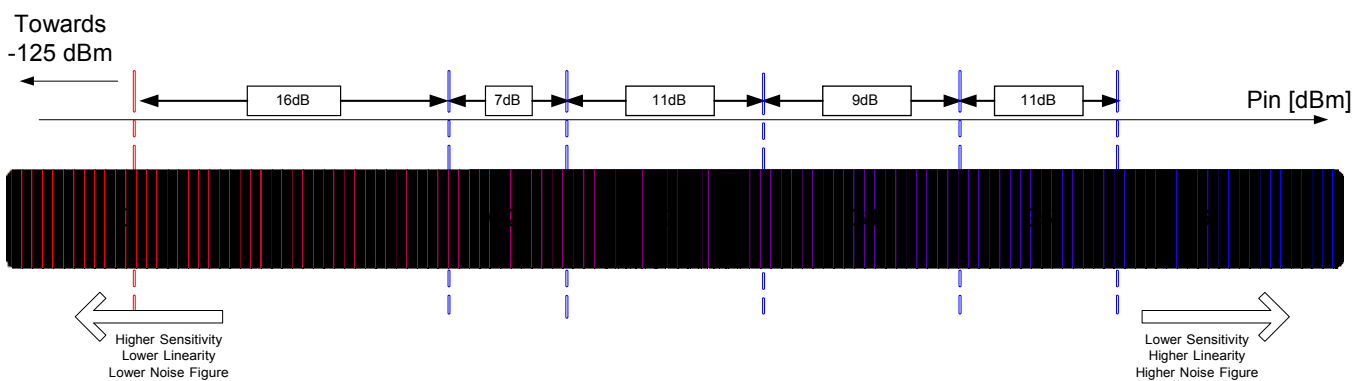 Towards
-125 dBm
16dB
7dB
11dB
9dB
11dB
Pin [dBm]
Higher Sensitivity
Lower Linearity
Lower Noise Figure
Lower Sensitivity
Higher Linearity
Higher Noise Figure